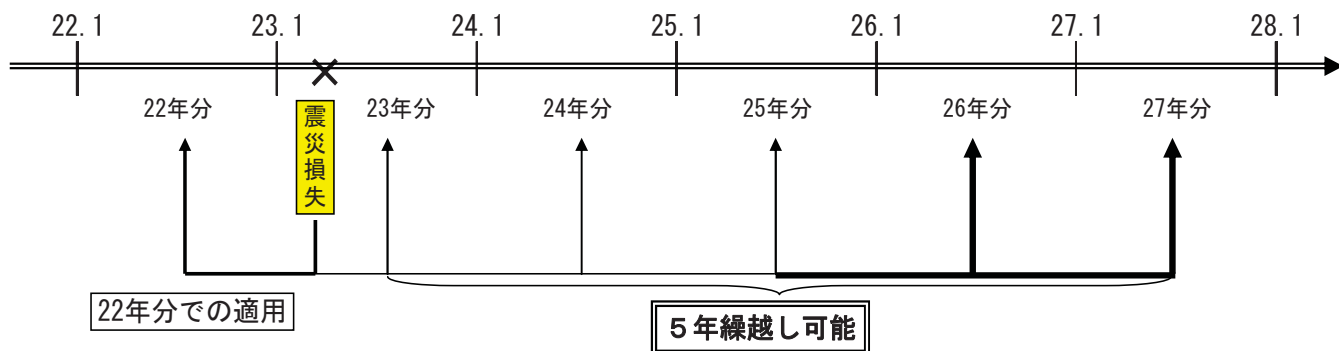 22.1 23.1 24.1 25.1 26.1 27.1 28.1
22年分 23年分 24年分 25年分 26年分 27年分
震災損失
22年分での適用
５年繰越し可能